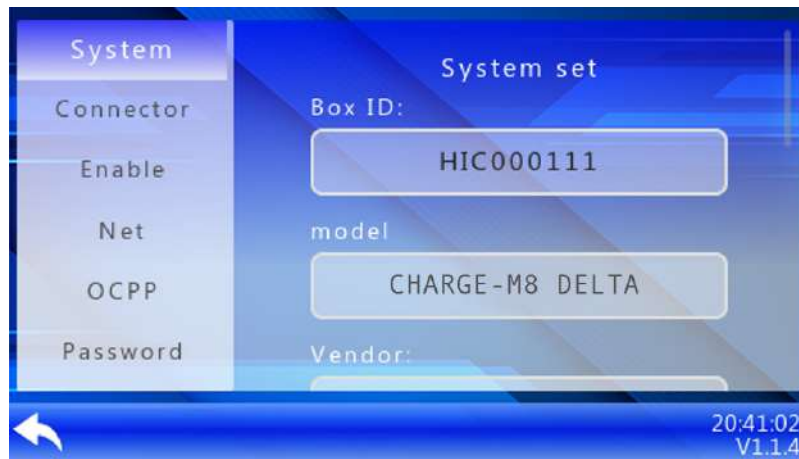 System
Connector
Enable
Net
OCPP
Password
System set
Box ID:
HIC000111
model
CHARGE-M8 DELTA
Vendor:
20:41:02
V1.1.4